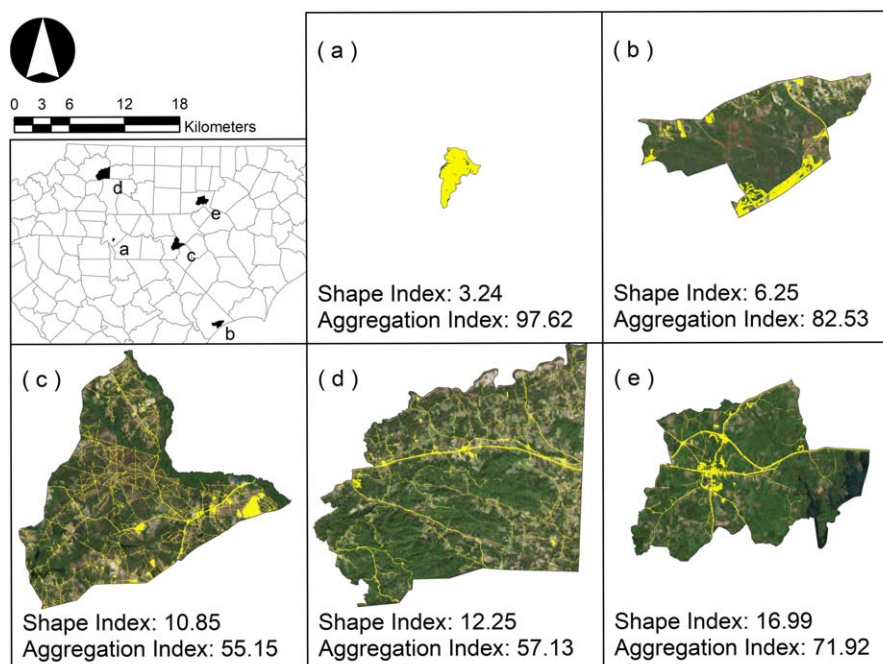 0 3 6 12 18
Kilometers
d
e
a
c
b
( a )
Shape Index: 3.24
Aggregation Index: 97.62
( b )
Shape Index: 6.25
Aggregation Index: 82.53
( c )
Shape Index: 10.85
Aggregation Index: 55.15
( d )
Shape Index: 12.25
Aggregation Index: 57.13
( e )
Shape Index: 16.99
Aggregation Index: 71.92